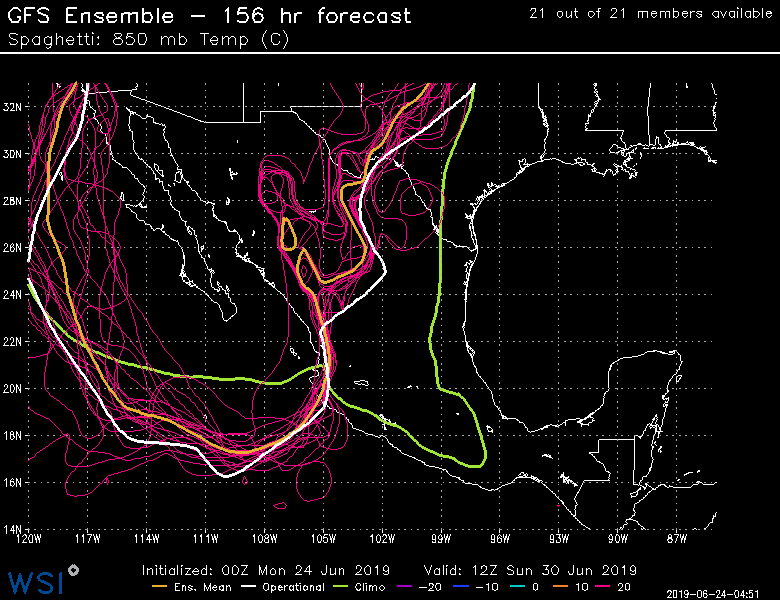 GFS Ensemble – 156 hr forecast
21 out of 21 members available
Spaghetti: 850 mb Temp (C)
32N
30N
28N
26N
24N
22N
20N
18N
16N
14N
120W 117W 114W 111W 108W 105W 102W 99W 96W 93W 90W 87W
Initialized: 00Z Mon 24 Jun 2019 Valid: 12Z Sun 30 Jun 2019
WSI
Ens. Mean Operational Climo -20 -10 0 10 20
2019-06-24-04:51